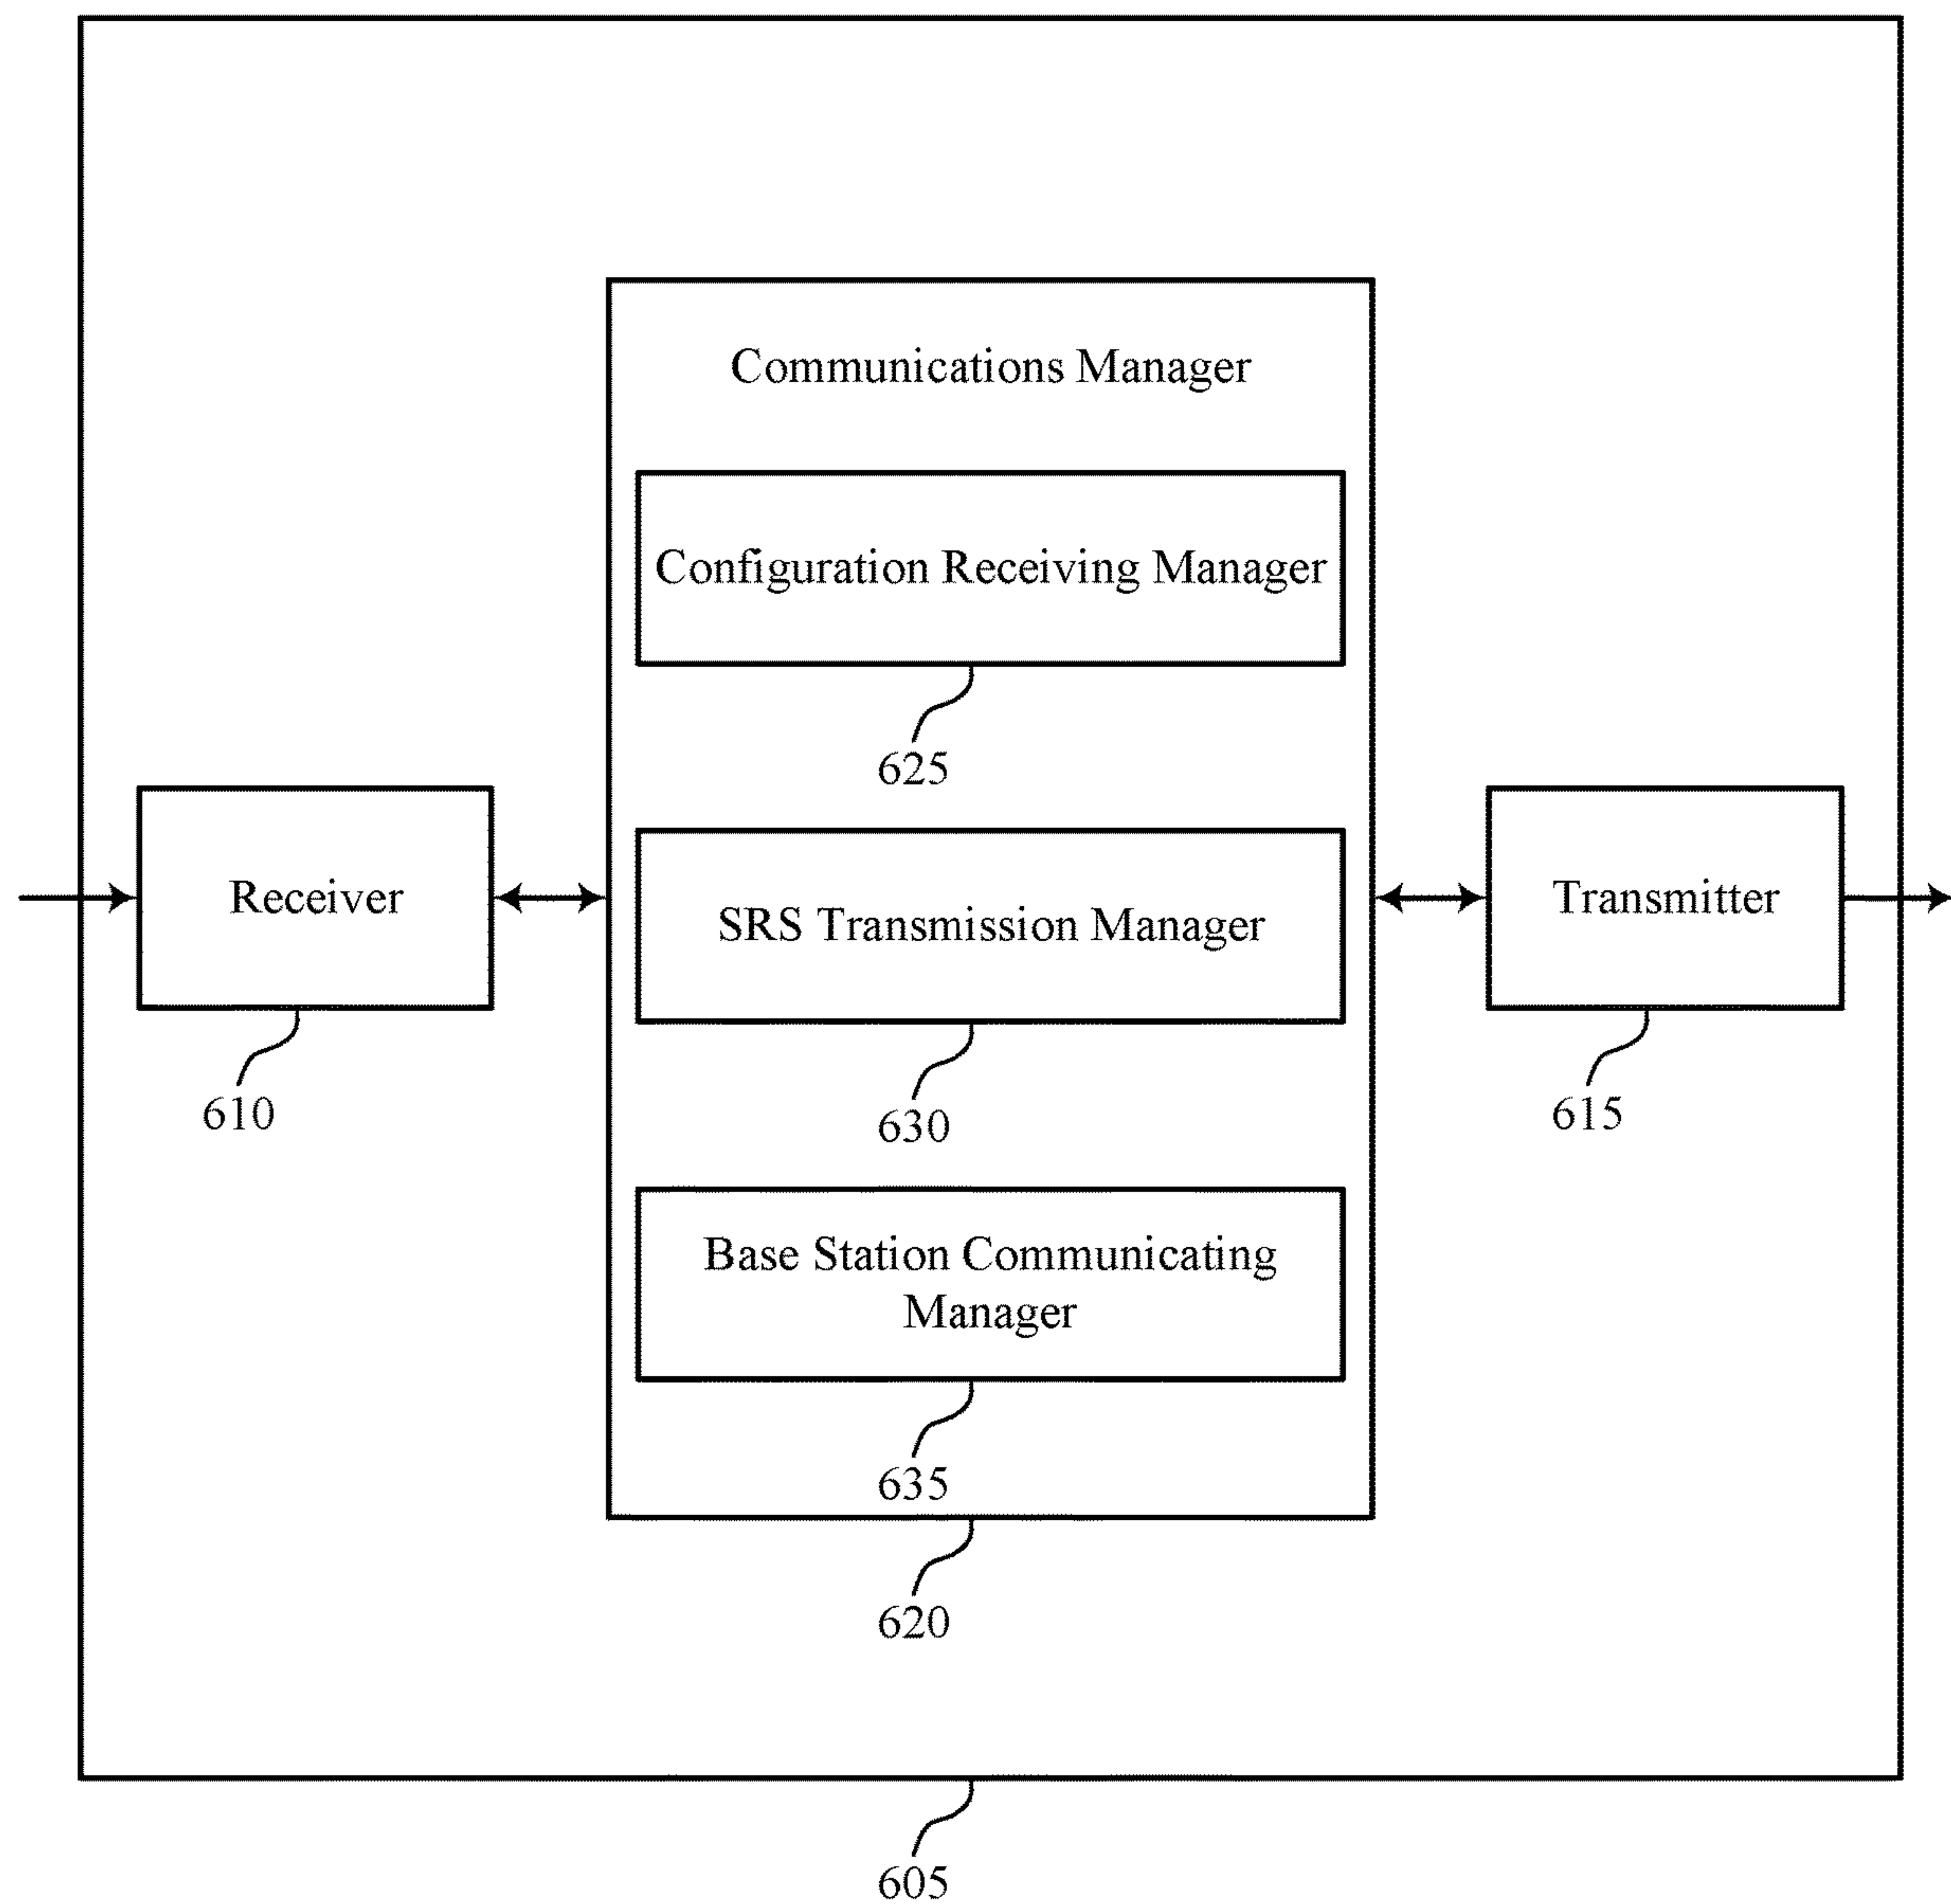 Communications Manager
Configuration Receiving Manager
625
Receiver
610
SRS Transmission Manager
630
Transmitter
615
Base Station Communicating
Manager
635
620
605